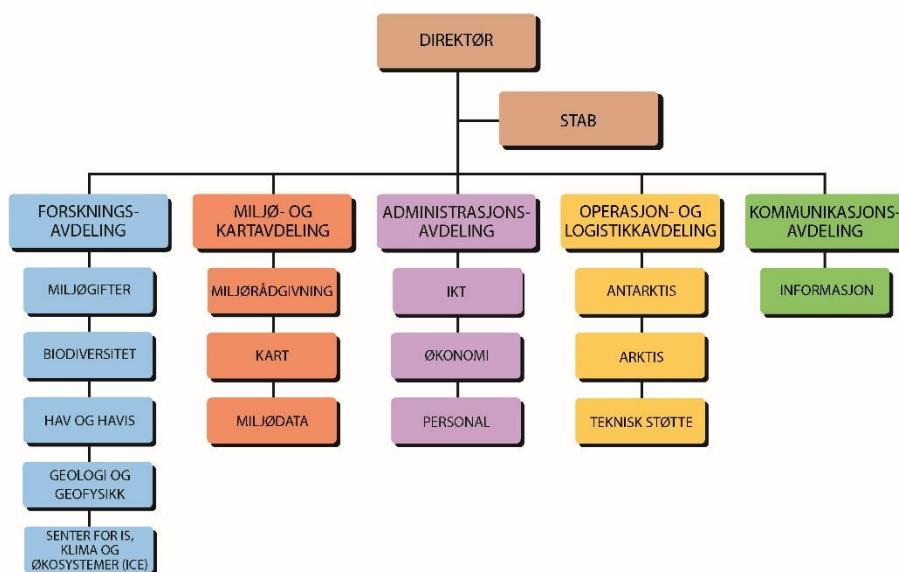 DIREKTØR
STAB
FORSKNINGS-
AVDELING
MILJØGIFTER
BIODIVERSITET
HAV OG HAVIS
GEOLOGI OG
GEOFYSIKK
SENTER FOR IS,
KLIMA OG
ØKOSYSTEMER (ICE)
MILJØ- OG
KARTAVDELING
MILJØRÅDGIVNING
KART
MILJØDATA
ADMINISTRASJONS-
AVDELING
IKT
ØKONOMI
PERSONAL
OPERASJON- OG
LOGISTIKKAVDELING
ANTARKTIS
ARKTIS
TEKNISK STØTTE
KOMMUNIKASJONS-
AVDELING
INFORMASJON